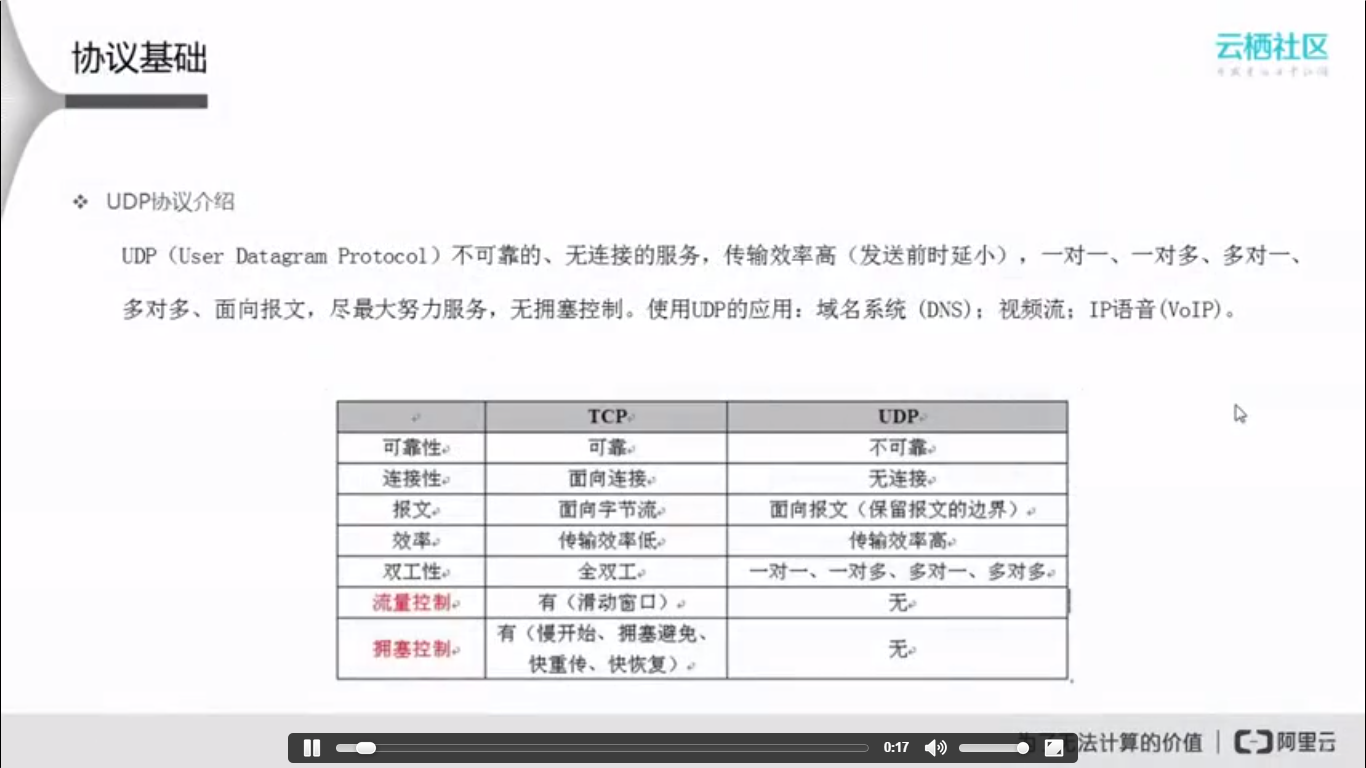 协议基础
云栖社区
UDP协议介绍
UDP（User Datagram Protocol）不可靠的、无连接的服务，传输效率高（发送前时延小），一对一、一对多、多对一、
多对多、面向报文，尽最大努力服务，无拥塞控制。使用UDP的应用：域名系统 (DNS)；视频流；IP语音(VoIP)。
TCP UDP
可靠性 可靠 不可靠
连接性 面向连接 无连接
报文 面向字节流 面向报文（保留报文的边界）
效率 传输效率低 传输效率高
双工性 全双工 一对一、一对多、多对一、多对多
流量控制 有（滑动窗口） 无
拥塞控制 有（慢开始、拥塞避免、
快重传、快恢复） 无
无法计算的价值 | 阿里云
0:17